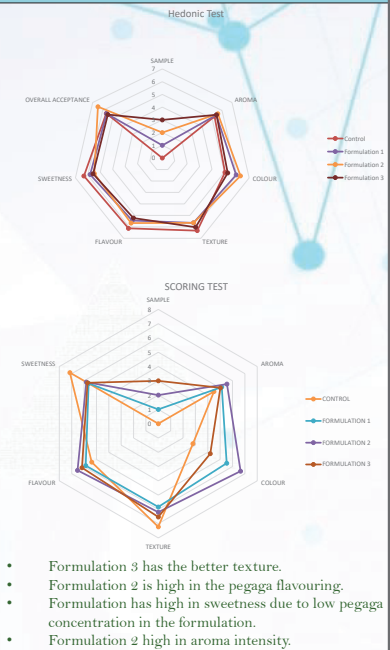 Hedonic Test
SAMPLE
7
6
5
4
3
2
1
0
AROMA
COLOUR
TEXTURE
FLAVOUR
SWEETNESS
OVERALL ACCEPTANCE
Control
Formulation 1
Formulation 2
Formulation 3
SCORING TEST
SAMPLE
8
7
6
5
4
3
2
1
0
AROMA
COLOUR
TEXTURE
FLAVOUR
SWEETNESS
CONTROL
FORMULATION 1
FORMULATION 2
FORMULATION 3
• Formulation 3 has the better texture.
• Formulation 2 is high in the pegaga flavouring.
• Formulation has high in sweetness due to low pegaga
concentration in the formulation.
• Formulation 2 high in aroma intensity.